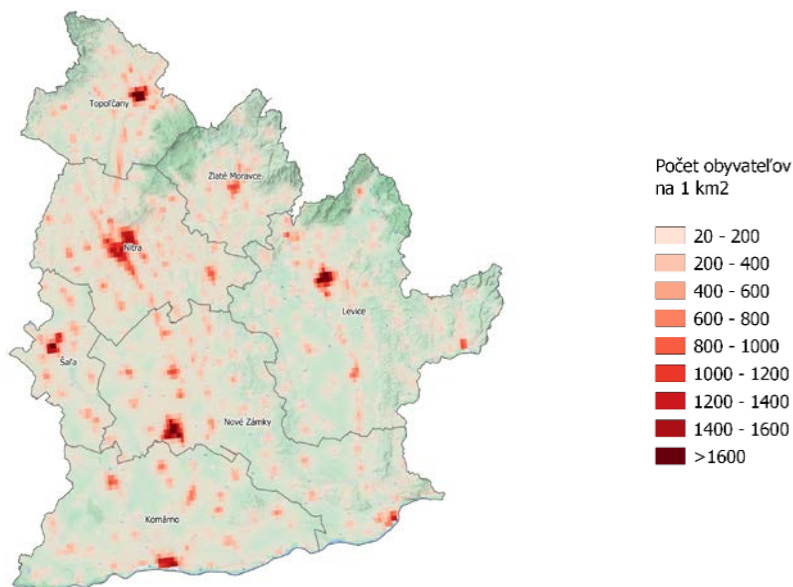 Topoľčany
Zlaté Moravce
Nitra
Levice
Šaľa
Nové Zámky
Komárno
Počet obyvateľov
na 1 km2
20 - 200
200 - 400
400 - 600
600 - 800
800 - 1000
1000 - 1200
1200 - 1400
1400 - 1600
>1600